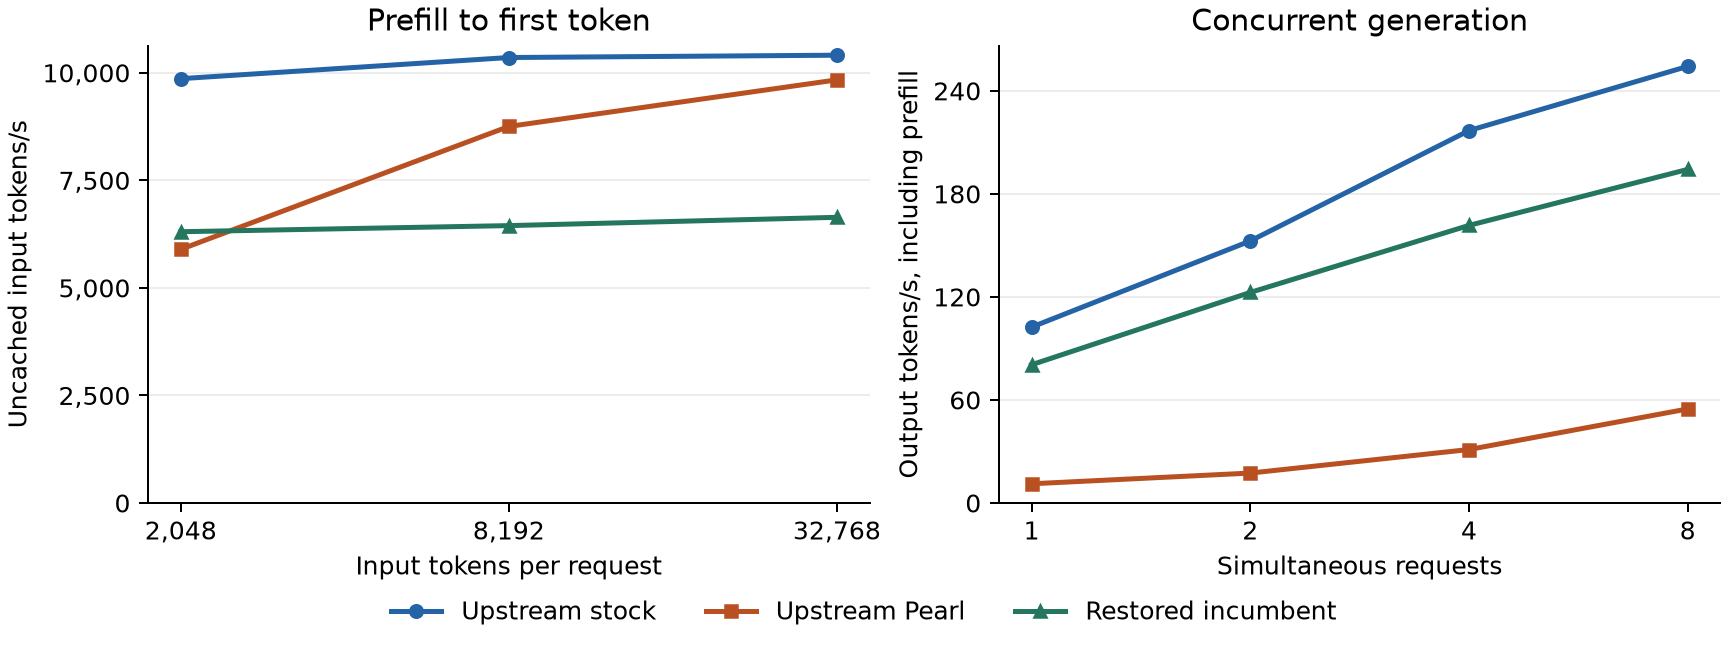 Prefill to first token
Uncached input tokens/s
10,000
7,500
5,000
2,500
0
2,048
8,192
32,768
Input tokens per request
Concurrent generation
Output tokens/s, including prefill
240
180
120
60
0
1
2
4
8
Simultaneous requests
Upstream stock
Upstream Pearl
Restored incumbent